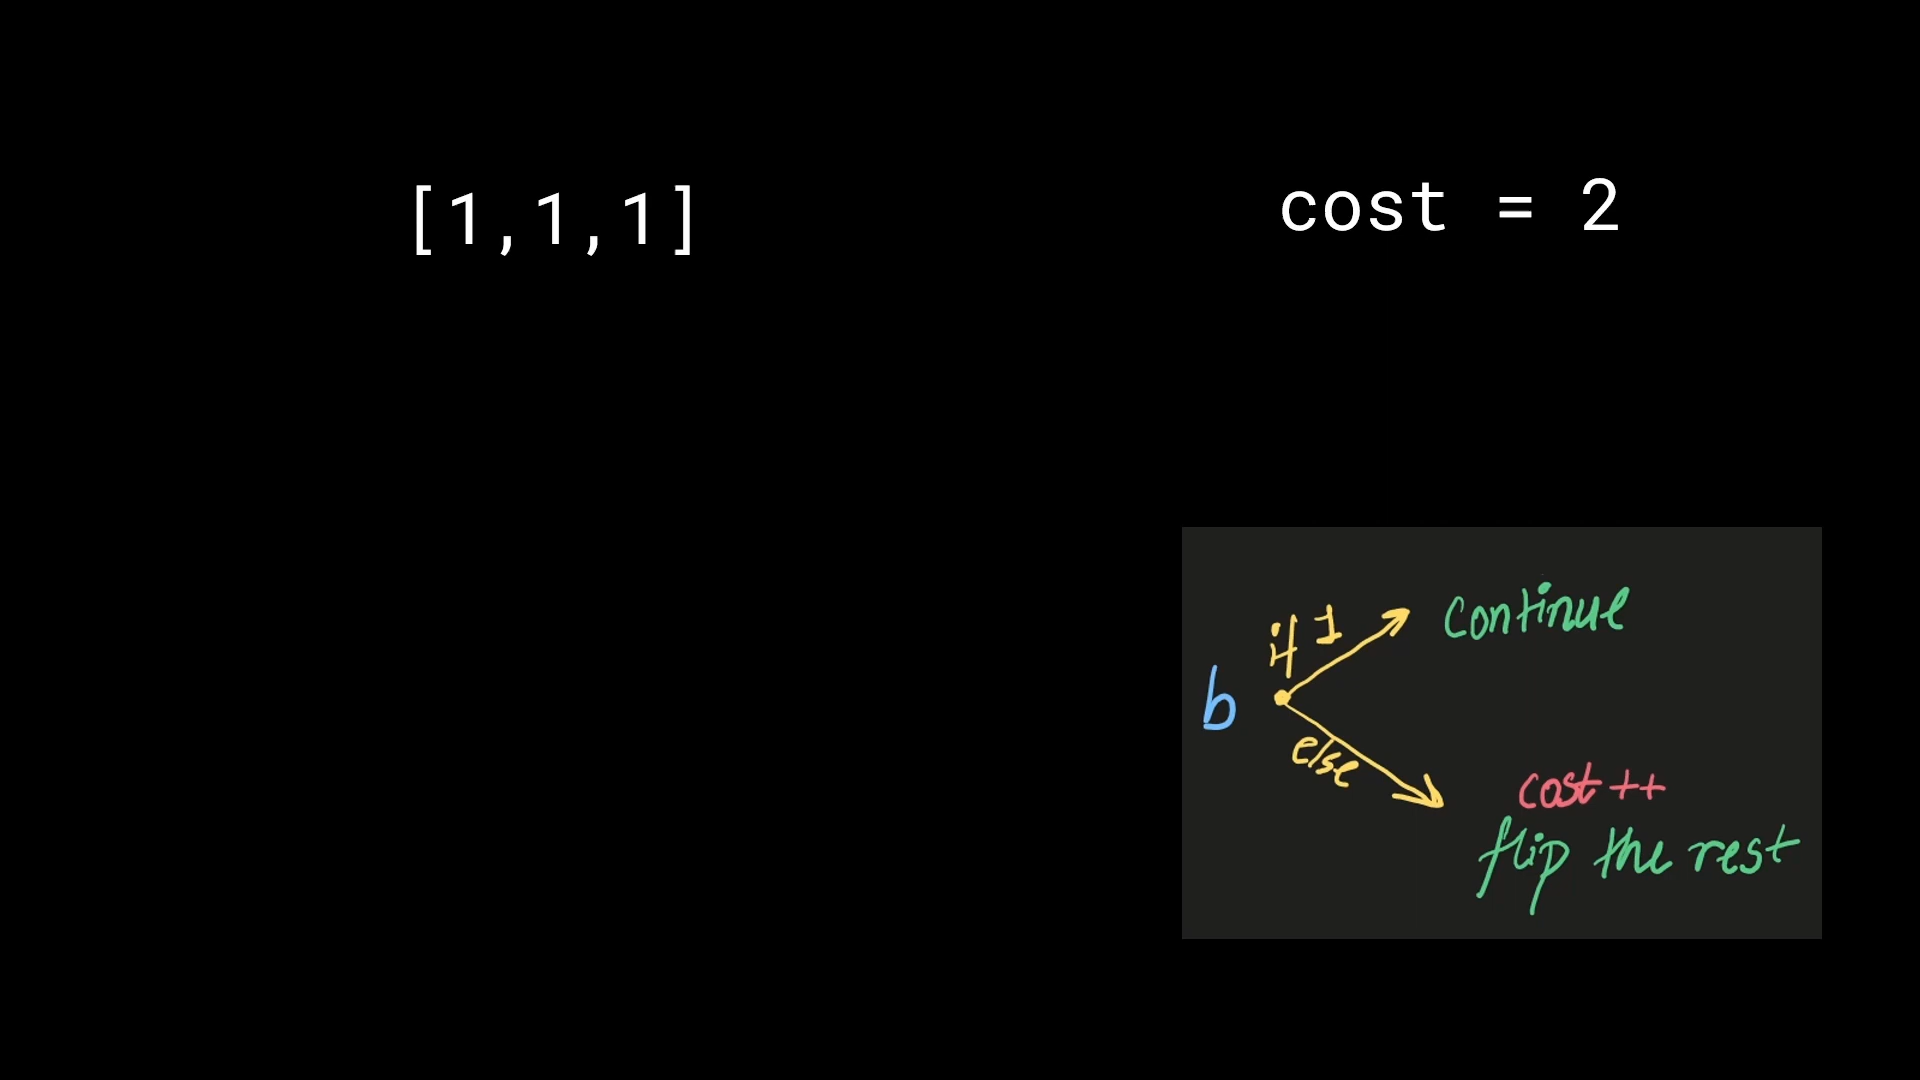 [1,1,1]
cost = 2
if 1
continue
b
else
cost ++
flip the rest